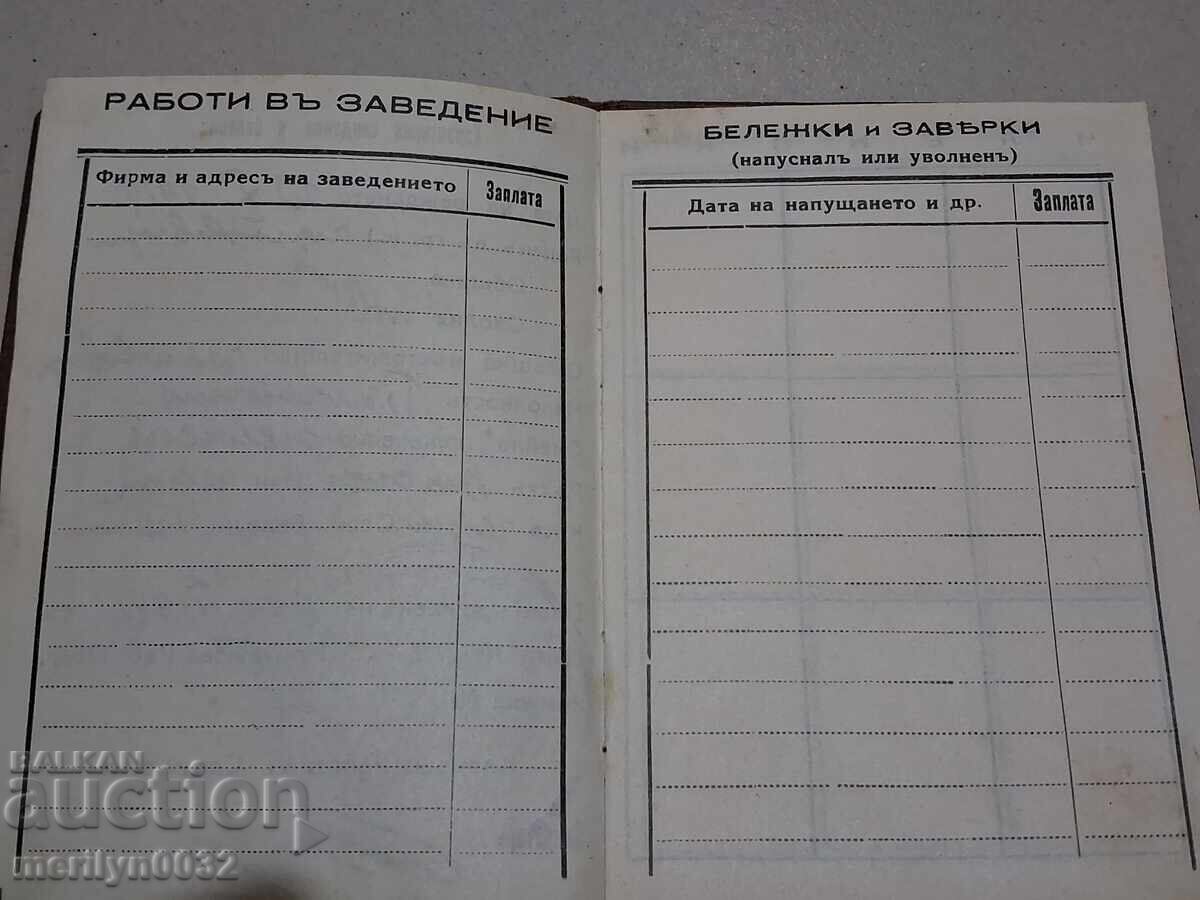 РАБОТИ ВЪ ЗАВЕДЕНИЕ
Фирма и адресъ на заведението
Заплата
БЕЛЕЖКИ и ЗАВѢРКИ
(напусналъ или уволненъ)
Дата на напущането и др.
Заплата
BALKAN
auction
merilyn0032